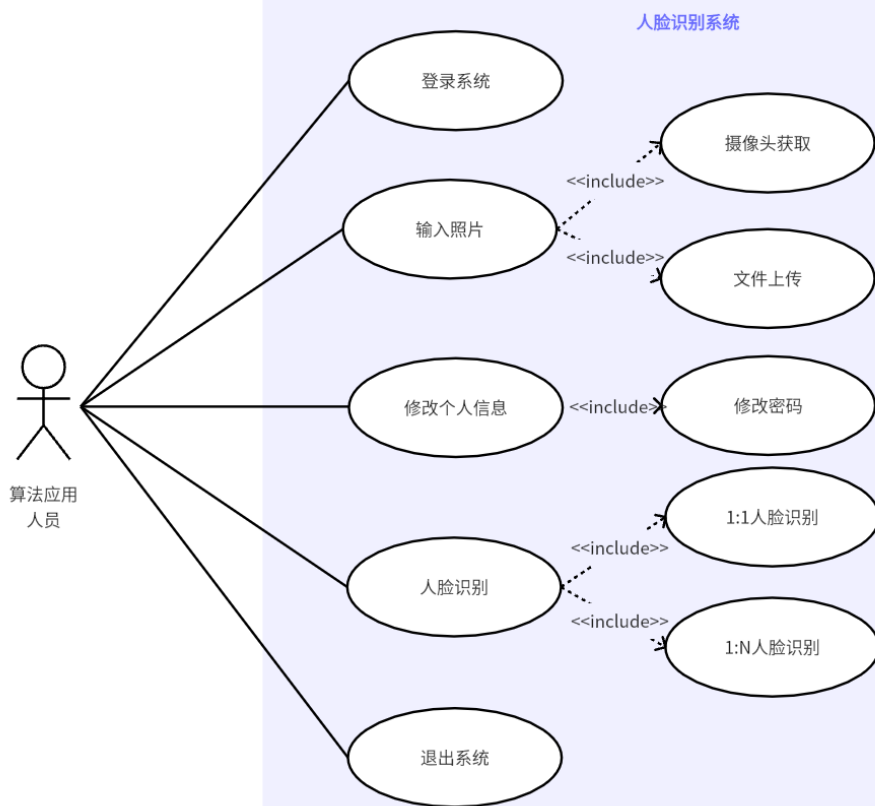 人脸识别系统
登录系统
摄像头获取
<<include>>
输入照片
<<include>>
文件上传
修改个人信息
<<include>>
修改密码
算法应用
人员
1:1人脸识别
<<include>>
人脸识别
<<include>>
1:N人脸识别
退出系统